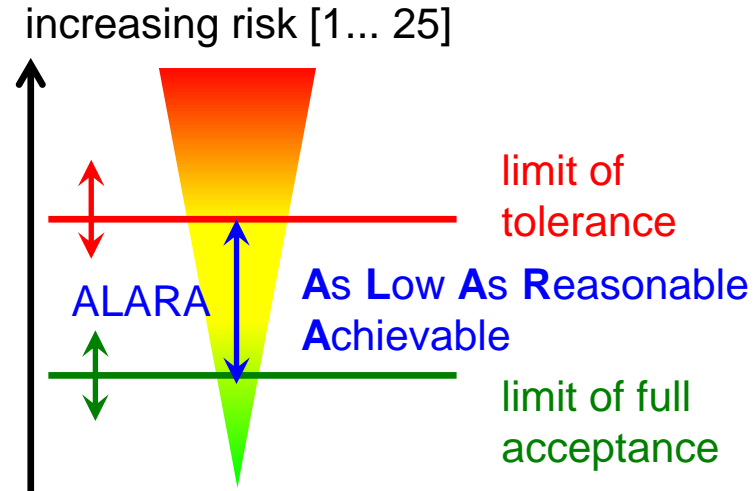 increasing risk [1... 25]
limit of
tolerance
ALARA
As Low As Reasonable
Achievable
limit of full
acceptance